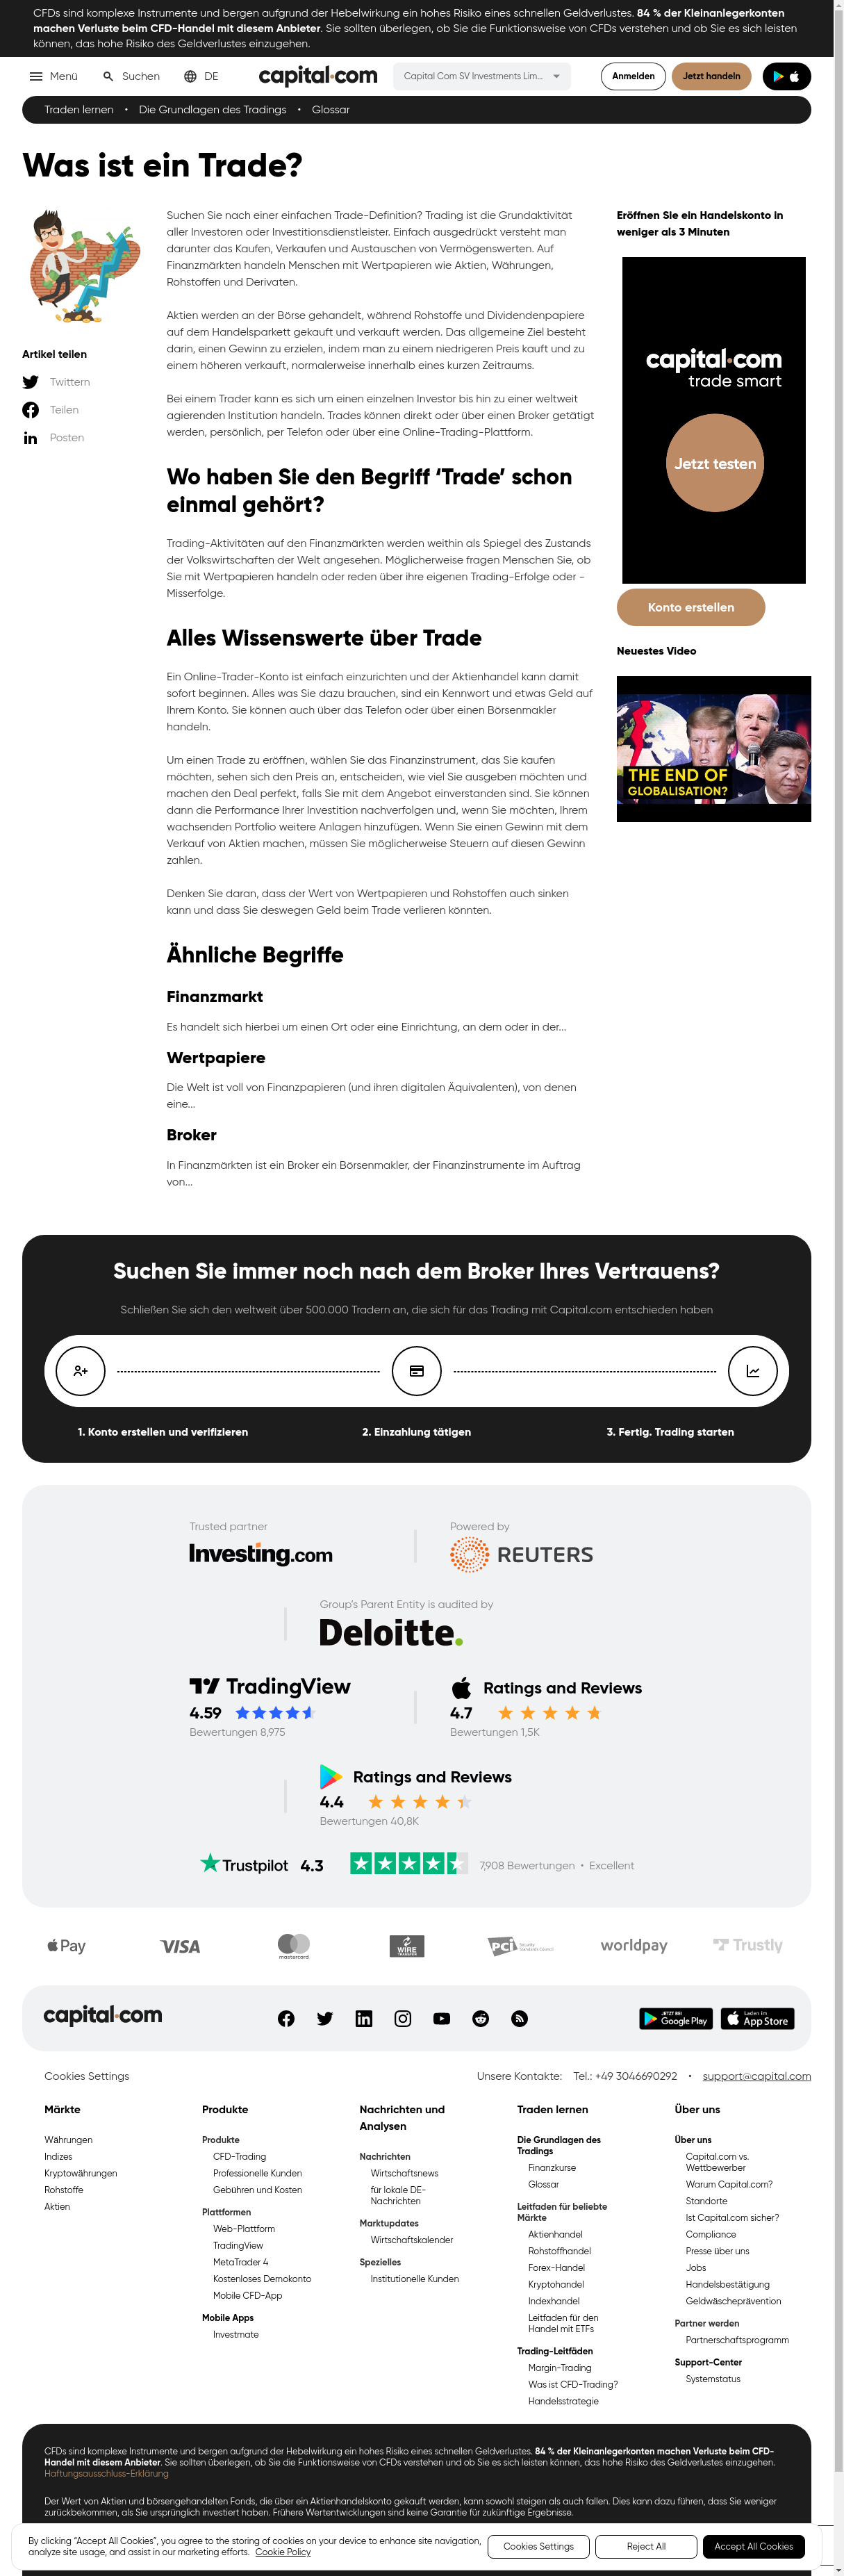 CFDs sind komplexe Instrumente und bergen aufgrund der Hebelwirkung ein hohes Risiko eines schnellen Geldverlustes. 84 % der Kleinanlegerkonten
machen Verluste beim CFD-Handel mit diesem Anbieter. Sie sollten überlegen, ob Sie die Funktionsweise von CFDs verstehen und ob Sie es sich leisten
können, das hohe Risiko des Geldverlustes einzugehen.
Menü
Suchen
DE
capital.com
Capital Com SV Investments Lim...
Anmelden
Jetzt handeln
Traden lernen • Die Grundlagen des Tradings • Glossar
Was ist ein Trade?
Artikel teilen
Twittern
Teilen
Posten
Suchen Sie nach einer einfachen Trade-Definition? Trading ist die Grundaktivität
aller Investoren oder Investitionsdienstleister. Einfach ausgedrückt versteht man
darunter das Kaufen, Verkaufen und Austauschen von Vermögenswerten. Auf
Finanzmärkten handeln Menschen mit Wertpapieren wie Aktien, Währungen,
Rohstoffen und Derivaten.
Aktien werden an der Börse gehandelt, während Rohstoffe und Dividendenpapiere
auf dem Handelsparkett gekauft und verkauft werden. Das allgemeine Ziel besteht
darin, einen Gewinn zu erzielen, indem man zu einem niedrigeren Preis kauft und zu
einem höheren verkauft, normalerweise innerhalb eines kurzen Zeitraums.
Bei einem Trader kann es sich um einen einzelnen Investor bis hin zu einer weltweit
agierenden Institution handeln. Trades können direkt oder über einen Broker getätigt
werden, persönlich, per Telefon oder über eine Online-Trading-Plattform.
Wo haben Sie den Begriff ‘Trade’ schon
einmal gehört?
Trading-Aktivitäten auf den Finanzmärkten werden weithin als Spiegel des Zustands
der Volkswirtschaften der Welt angesehen. Möglicherweise fragen Menschen Sie, ob
Sie mit Wertpapieren handeln oder reden über ihre eigenen Trading-Erfolge oder -
Misserfolge.
Alles Wissenswerte über Trade
Ein Online-Trader-Konto ist einfach einzurichten und der Aktienhandel kann damit
sofort beginnen. Alles was Sie dazu brauchen, sind ein Kennwort und etwas Geld auf
Ihrem Konto. Sie können auch über das Telefon oder über einen Börsenmakler
handeln.
Um einen Trade zu eröffnen, wählen Sie das Finanzinstrument, das Sie kaufen
möchten, sehen sich den Preis an, entscheiden, wie viel Sie ausgeben möchten und
machen den Deal perfekt, falls Sie mit dem Angebot einverstanden sind. Sie können
dann die Performance Ihrer Investition nachverfolgen und, wenn Sie möchten, Ihrem
wachsenden Portfolio weitere Anlagen hinzufügen. Wenn Sie einen Gewinn mit dem
Verkauf von Aktien machen, müssen Sie möglicherweise Steuern auf diesen Gewinn
zahlen.
Denken Sie daran, dass der Wert von Wertpapieren und Rohstoffen auch sinken
kann und dass Sie deswegen Geld beim Trade verlieren könnten.
Ähnliche Begriffe
Finanzmarkt
Es handelt sich hierbei um einen Ort oder eine Einrichtung, an dem oder in der...
Wertpapiere
Die Welt ist voll von Finanzpapieren (und ihren digitalen Äquivalenten), von denen
eine...
Broker
In Finanzmärkten ist ein Broker ein Börsenmakler, der Finanzinstrumente im Auftrag
von...
Eröffnen Sie ein Handelskonto in
weniger als 3 Minuten
capital.com
trade smart
Jetzt testen
Konto erstellen
Neuestes Video
THE END OF
GLOBALISATION?
Suchen Sie immer noch nach dem Broker Ihres Vertrauens?
Schließen Sie sich den weltweit über 500.000 Tradern an, die sich für das Trading mit Capital.com entschieden haben
1. Konto erstellen und verifizieren
2. Einzahlung tätigen
3. Fertig. Trading starten
Trusted partner
Investing.com
Powered by
REUTERS
Group's Parent Entity is audited by
Deloitte.
TradingView
4.59
Bewertungen 8,975
Ratings and Reviews
4.7
Bewertungen 1,5K
Ratings and Reviews
4.4
Bewertungen 40,8K
Trustpilot 4.3
7,908 Bewertungen • Excellent
Pay
VISA
mastercard
WIRE
TRANSFER
PCI Security Standards Council
worldpay
Trustly
capital.com
JETZT BEI
Google Play
Laden im
App Store
Cookies Settings
Unsere Kontakte: Tel.: +49 3046690292 • support@capital.com
Märkte
Währungen
Indizes
Kryptowährungen
Rohstoffe
Aktien
Produkte
Produkte
CFD-Trading
Professionelle Kunden
Gebühren und Kosten
Plattformen
Web-Plattform
TradingView
MetaTrader 4
Kostenloses Demokonto
Mobile CFD-App
Mobile Apps
Investmate
Nachrichten und
Analysen
Nachrichten
Wirtschaftsnews
für lokale DE-
Nachrichten
Marktupdates
Wirtschaftskalender
Spezielles
Institutionelle Kunden
Traden lernen
Die Grundlagen des
Tradings
Finanzkurse
Glossar
Leitfaden für beliebte
Märkte
Aktienhandel
Rohstoffhandel
Forex-Handel
Kryptohandel
Indexhandel
Leitfaden für den
Handel mit ETFs
Trading-Leitfäden
Margin-Trading
Was ist CFD-Trading?
Handelsstrategie
Über uns
Über uns
Capital.com vs.
Wettbewerber
Warum Capital.com?
Standorte
Ist Capital.com sicher?
Compliance
Presse über uns
Jobs
Handelsbestätigung
Geldwäscheprävention
Partner werden
Partnerschaftsprogramm
Support-Center
Systemstatus
CFDs sind komplexe Instrumente und bergen aufgrund der Hebelwirkung ein hohes Risiko eines schnellen Geldverlustes. 84 % der Kleinanlegerkonten machen Verluste beim CFD-
Handel mit diesem Anbieter. Sie sollten überlegen, ob Sie die Funktionsweise von CFDs verstehen und ob Sie es sich leisten können, das hohe Risiko des Geldverlustes einzugehen.
Haftungsausschluss-Erklärung
Der Wert von Aktien und börsengehandelten Fonds, die über ein Aktienhandelskonto gekauft werden, kann sowohl steigen als auch fallen. Dies kann dazu führen, dass Sie weniger
zurückbekommen, als Sie ursprünglich investiert haben. Frühere Wertentwicklungen sind keine Garantie für zukünftige Ergebnisse.
By clicking “Accept All Cookies”, you agree to the storing of cookies on your device to enhance site navigation,
analyze site usage, and assist in our marketing efforts. Cookie Policy
Cookies Settings
Reject All
Accept All Cookies